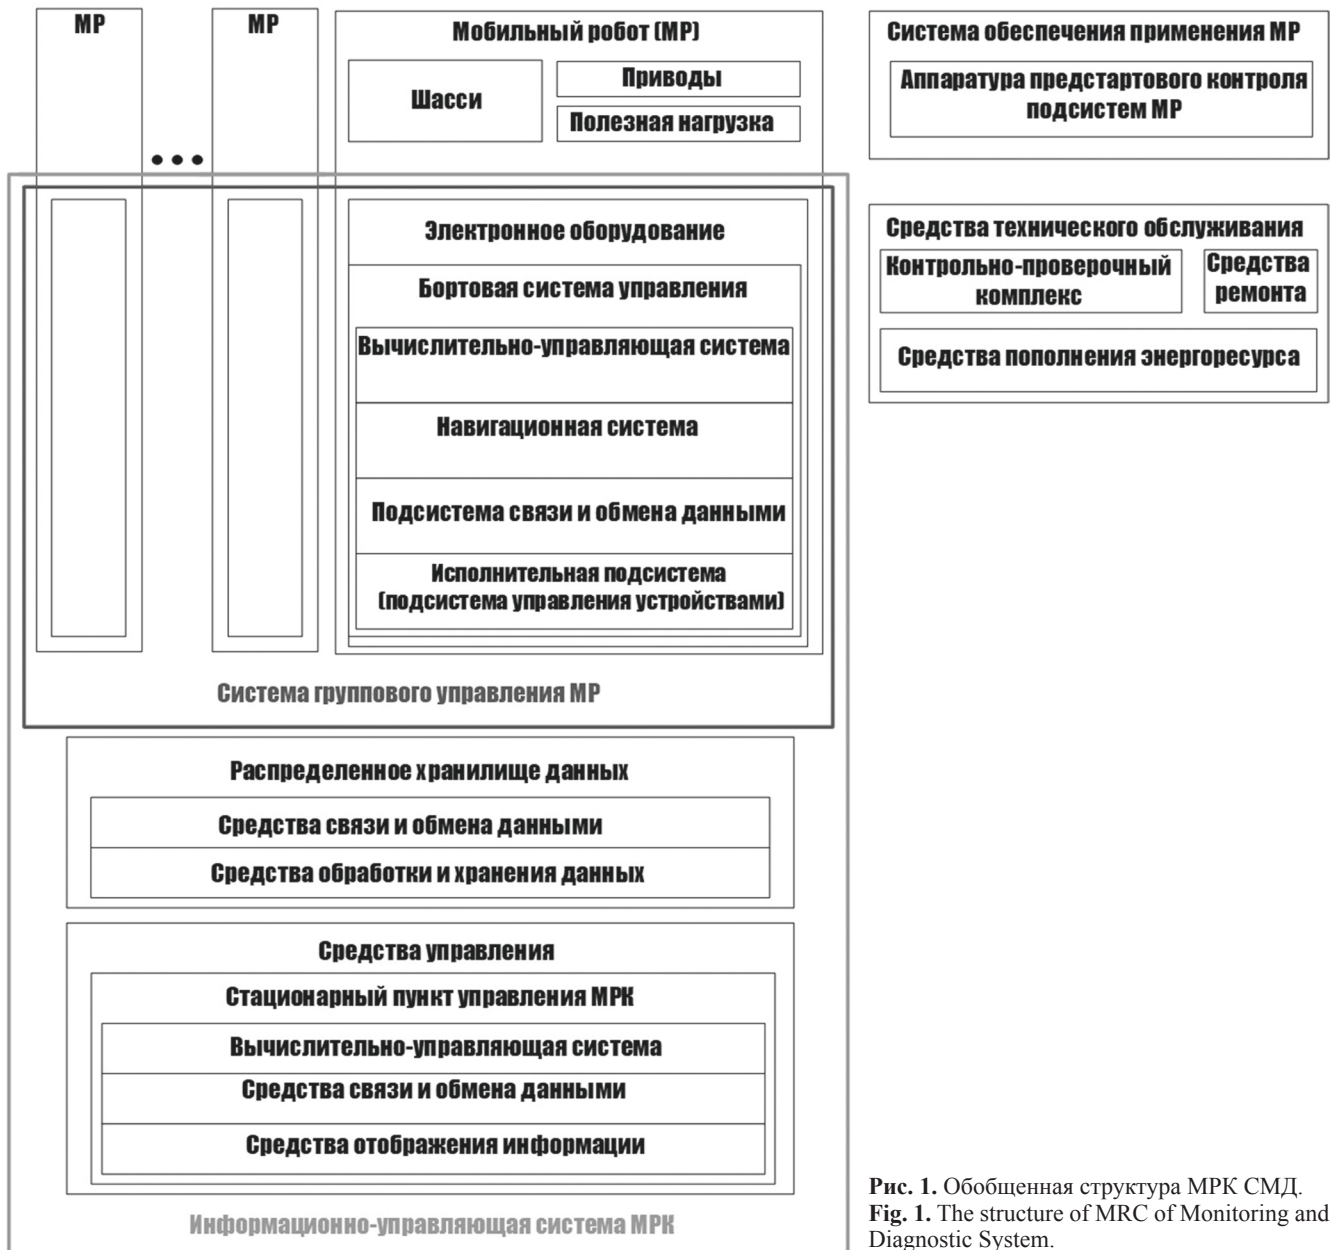 МР
МР
Мобильный робот (МР)
Шасси
Приводы
Полезная нагрузка
Электронное оборудование
Бортовая система управления
Вычислительно-управляющая система
Навигационная система
Подсистема связи и обмена данными
Исполнительная подсистема
(подсистема управления устройствами)
Система группового управления МР
Распределенное хранилище данных
Средства связи и обмена данными
Средства обработки и хранения данных
Средства управления
Стационарный пункт управления МРК
Вычислительно-управляющая система
Средства связи и обмена данными
Средства отображения информации
Информационно-управляющая система МРК
Система обеспечения применения МР
Аппаратура предстартового контроля
подсистем МР
Средства технического обслуживания
Контрольно-проверочный
комплекс
Средства
ремонта
Средства пополнения энергоресурса
Рис. 1. Обобщенная структура МРК СМД.
Fig. 1. The structure of MRC of Monitoring and
Diagnostic System.